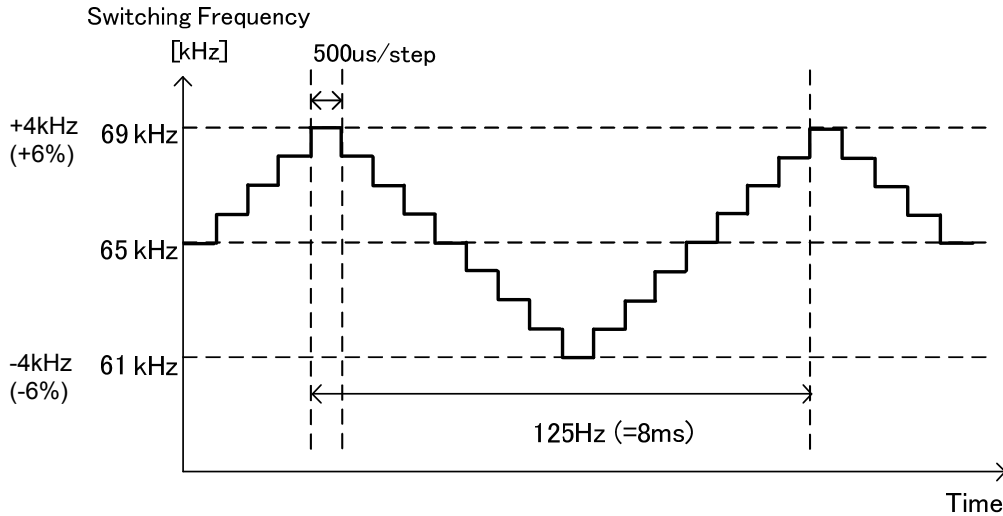 Switching Frequency
[kHz]
500us/step
+4kHz
(+6%)
69 kHz
65 kHz
-4kHz
(-6%)
61 kHz
125Hz (=8ms)
Time